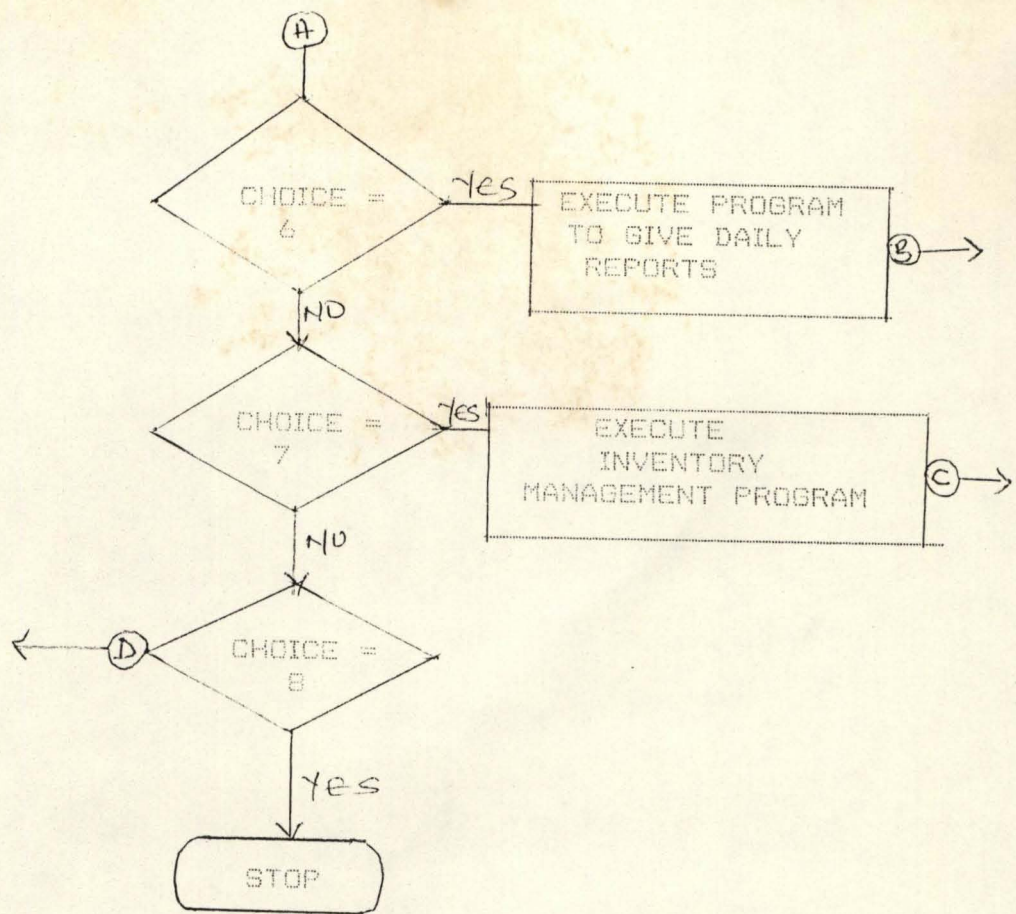 A
CHOICE =
6
YES
EXECUTE PROGRAM
TO GIVE DAILY
REPORTS
B
NO
CHOICE =
7
YES
EXECUTE
INVENTORY
MANAGEMENT PROGRAM
C
NO
D
CHOICE =
8
YES
STOP